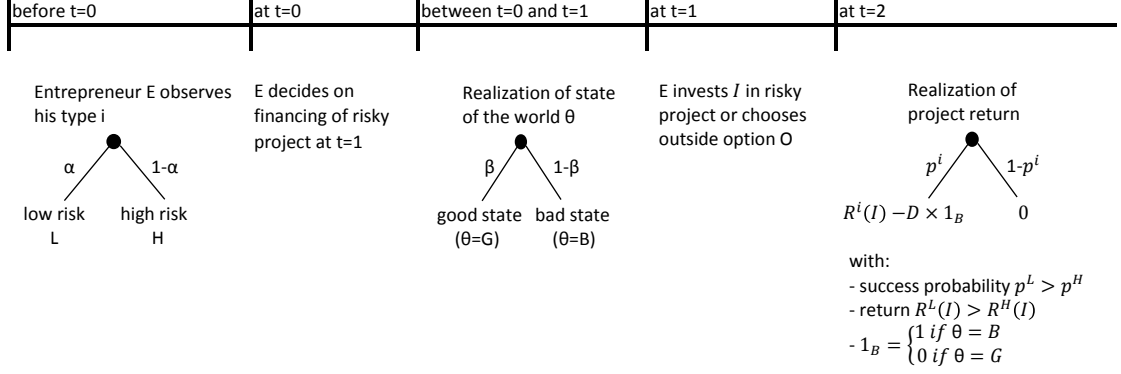 before t=0
at t=0
between t=0 and t=1
at t=1
at t=2
Entrepreneur E observes
his type i
α
1-α
low risk
L
high risk
H
E decides on
financing of risky
project at t=1
Realization of state
of the world θ
β
1-β
good state
(θ=G)
bad state
(θ=B)
E invests I in risky
project or chooses
outside option O
Realization of
project return
pⁱ
1-pⁱ
Rⁱ(I) −D × 1_B
0
with:
- success probability p^L > p^H
- return R^L(I) > R^H(I)
- 1_B = {1 if θ = B
0 if θ = G